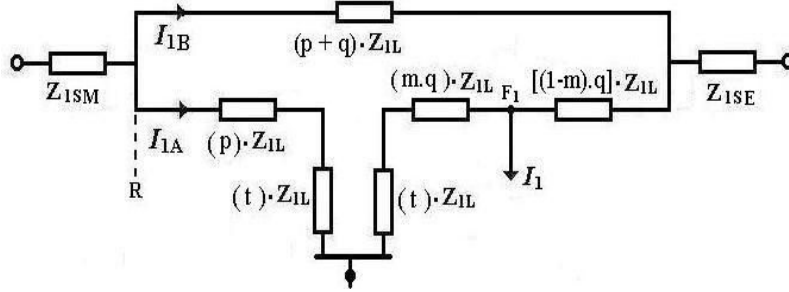 I1B
(p + q)·Z1L
Z1SM
(m.q)·Z1L
F1
[(1-m).q]·Z1L
Z1SE
I1A
(p)·Z1L
R
(t)·Z1L
(t)·Z1L
I1